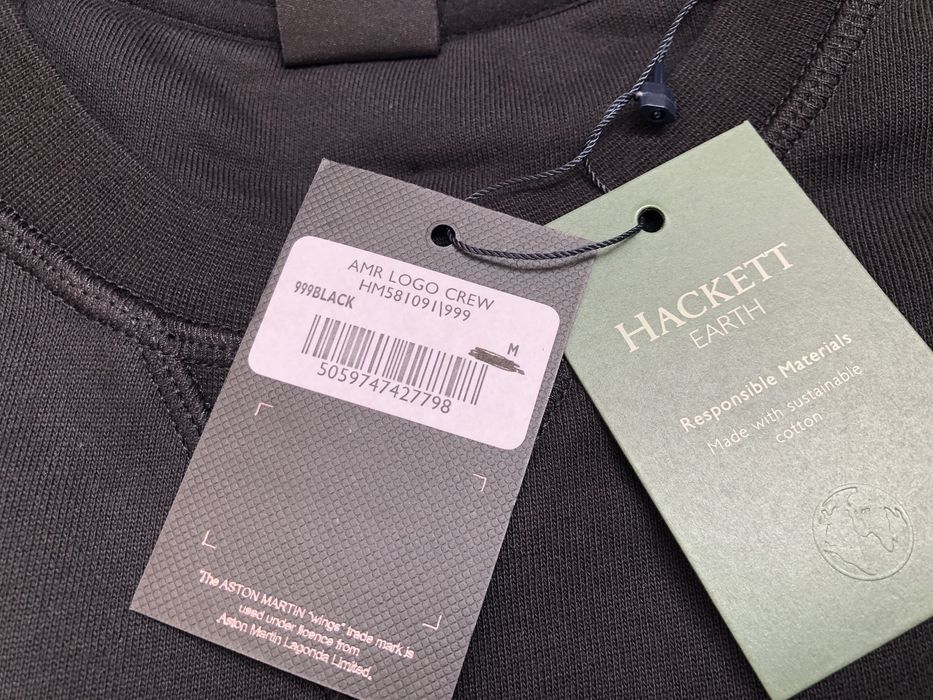 AMR LOGO CREW
HM581091\999
999BLACK
M
5059747427798
"The ASTON MARTIN "wings" trade mark is
used under licence from
Aston Martin Lagonda Limited.
HACKETT
EARTH
Responsible Materials
Made with sustainable
cotton